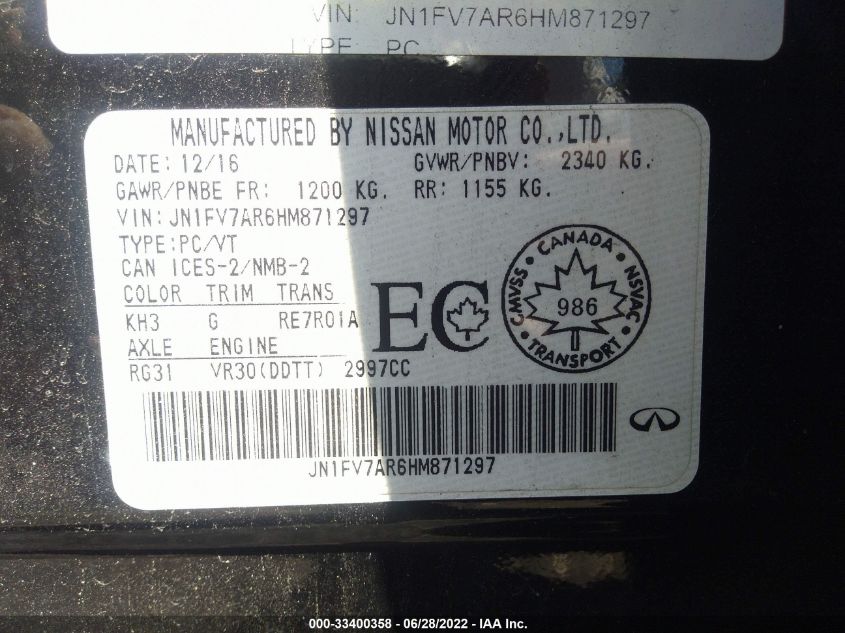 VIN: JN1FV7AR6HM871297
TYPE PC
MANUFACTURED BY NISSAN MOTOR CO.,LTD.
DATE: 12/16 GVWR/PNBV: 2340 KG.
GAWR/PNBE FR: 1200 KG. RR: 1155 KG.
VIN:JN1FV7AR6HM871297
TYPE:PC/VT
CAN ICES-2/NMB-2
COLOR TRIM TRANS
KH3 G RE7R01A
AXLE ENGINE
RG31 VR30(DDTT) 2997CC
EC
CANADA
CMVSS 986 NSVAC
TRANSPORT
JN1FV7AR6HM871297
000-33400358 - 06/28/2022 - IAA Inc.